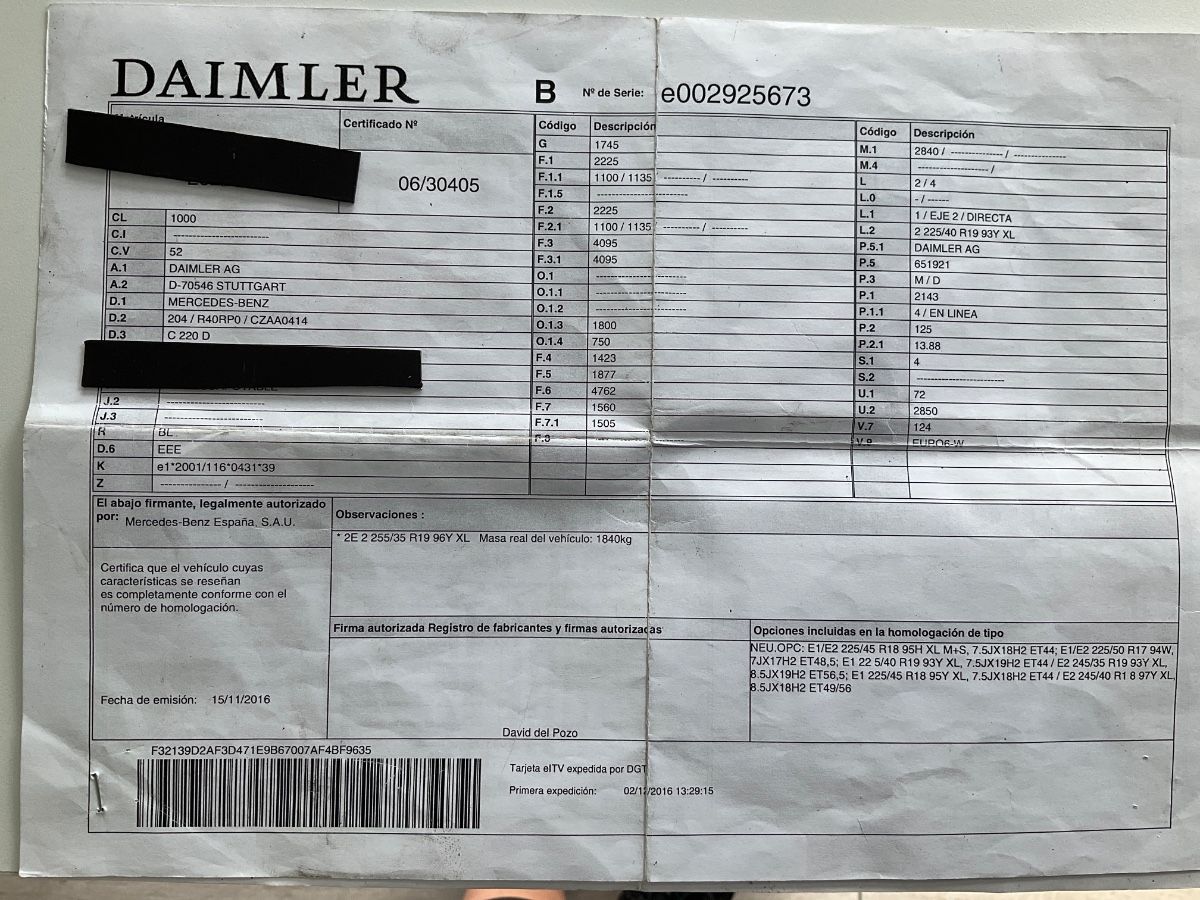 DAIMLER
B Nº de Serie: e002925673
Matrícula
Certificado Nº
06/30405
CL 1000
C.I -------------------------
C.V 52
A.1 DAIMLER AG
A.2 D-70546 STUTTGART
D.1 MERCEDES-BENZ
D.2 204 / R40RP0 / CZAA0414
D.3 C 220 D
J.2 -------------------------
J.3 -------------------------
R BL
D.6 EEE
K e1*2001/116*0431*39
Z ---------------- / --------------------
Código Descripción
G 1745
F.1 2225
F.1.1 1100 / 1135 / ---------- / ----------
F.1.5 ------------------------
F.2 2225
F.2.1 1100 / 1135 / ---------- / ----------
F.3 4095
F.3.1 4095
O.1 ------------------------
O.1.1 ------------------------
O.1.2 ------------------------
O.1.3 1800
O.1.4 750
F.4 1423
F.5 1877
F.6 4762
F.7 1560
F.7.1 1505
F.8 ------------------------
Código Descripción
M.1 2840 / -------------- / --------------
M.4 ------------------- /
L 2 / 4
L.0 - / ------
L.1 1 / EJE 2 / DIRECTA
L.2 2 225/40 R19 93Y XL
P.5.1 DAIMLER AG
P.5 651921
P.3 M / D
P.1 2143
P.1.1 4 / EN LINEA
P.2 125
P.2.1 13.88
S.1 4
S.2 -----------------------
U.1 72
U.2 2850
V.7 124
V.9 EURO6-W
El abajo firmante, legalmente autorizado
por: Mercedes-Benz España, S.A.U.
Certifica que el vehículo cuyas
características se reseñan
es completamente conforme con el
número de homologación.
Fecha de emisión: 15/11/2016
Observaciones :
* 2E 2 255/35 R19 96Y XL Masa real del vehículo: 1840kg
Firma autorizada Registro de fabricantes y firmas autorizadas
David del Pozo
Opciones incluidas en la homologación de tipo
NEU.OPC: E1/E2 225/45 R18 95H XL M+S, 7.5JX18H2 ET44; E1/E2 225/50 R17 94W,
7JX17H2 ET48,5; E1 22 5/40 R19 93Y XL, 7.5JX19H2 ET44 / E2 245/35 R19 93Y XL,
8.5JX19H2 ET56,5; E1 225/45 R18 95Y XL, 7.5JX18H2 ET44 / E2 245/40 R1 8 97Y XL,
8.5JX18H2 ET49/56
F32139D2AF3D471E9B67007AF4BF9635
Tarjeta eITV expedida por DGT
Primera expedición: 02/12/2016 13:29:15